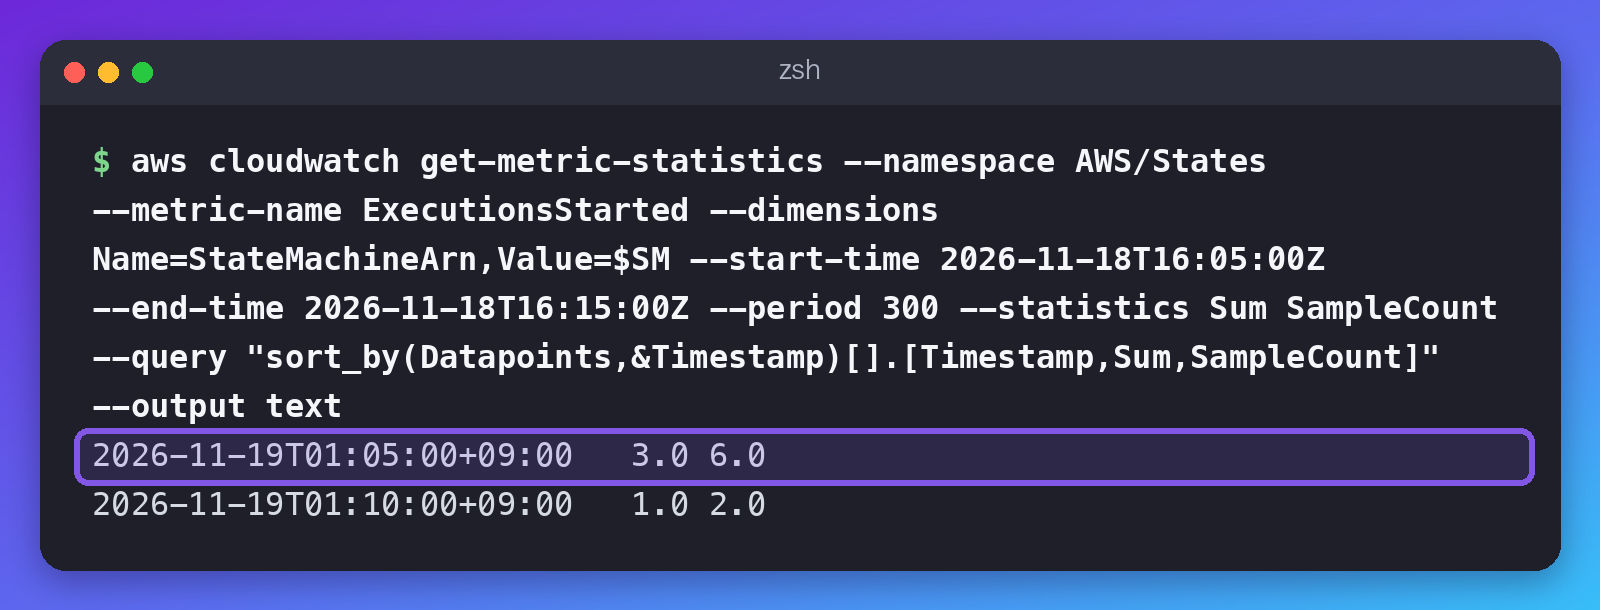 zsh
$ aws cloudwatch get-metric-statistics --namespace AWS/States
--metric-name ExecutionsStarted --dimensions
Name=StateMachineArn,Value=$SM --start-time 2026-11-18T16:05:00Z
--end-time 2026-11-18T16:15:00Z --period 300 --statistics Sum SampleCount
--query "sort_by(Datapoints,&Timestamp)[].[Timestamp,Sum,SampleCount]"
--output text
2026-11-19T01:05:00+09:00   3.0 6.0
2026-11-19T01:10:00+09:00   1.0 2.0